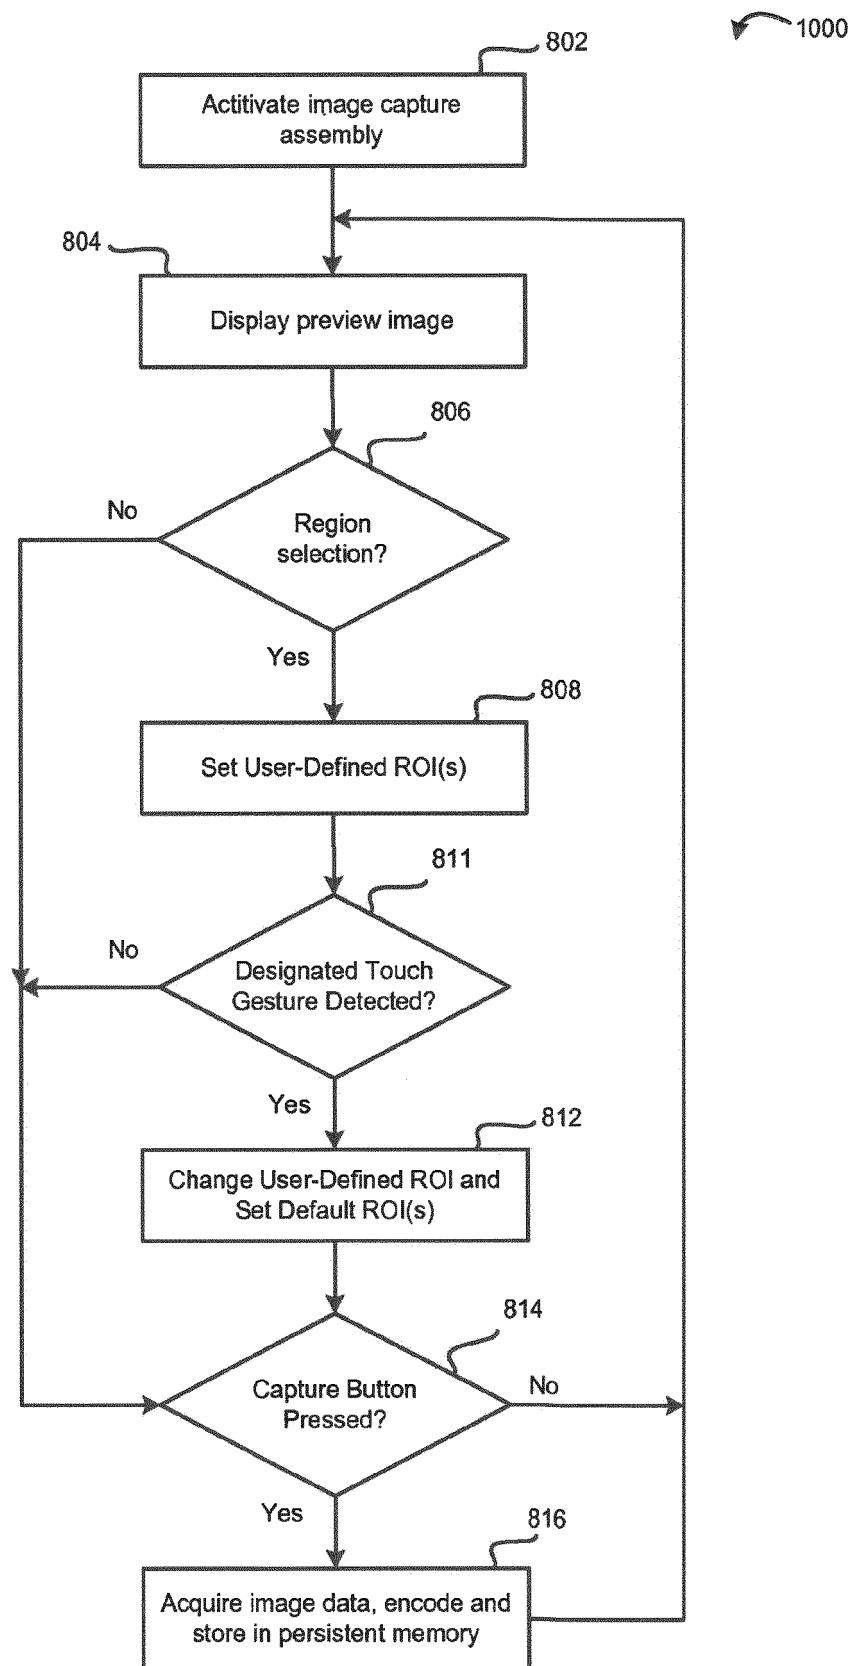 1000
802
Actitivate image capture
assembly
804
Display preview image
806
Region
selection?
No
Yes
808
Set User-Defined ROI(s)
811
Designated Touch
Gesture Detected?
No
Yes
812
Change User-Defined ROI and
Set Default ROI(s)
814
Capture Button
Pressed?
No
Yes
816
Acquire image data, encode and
store in persistent memory